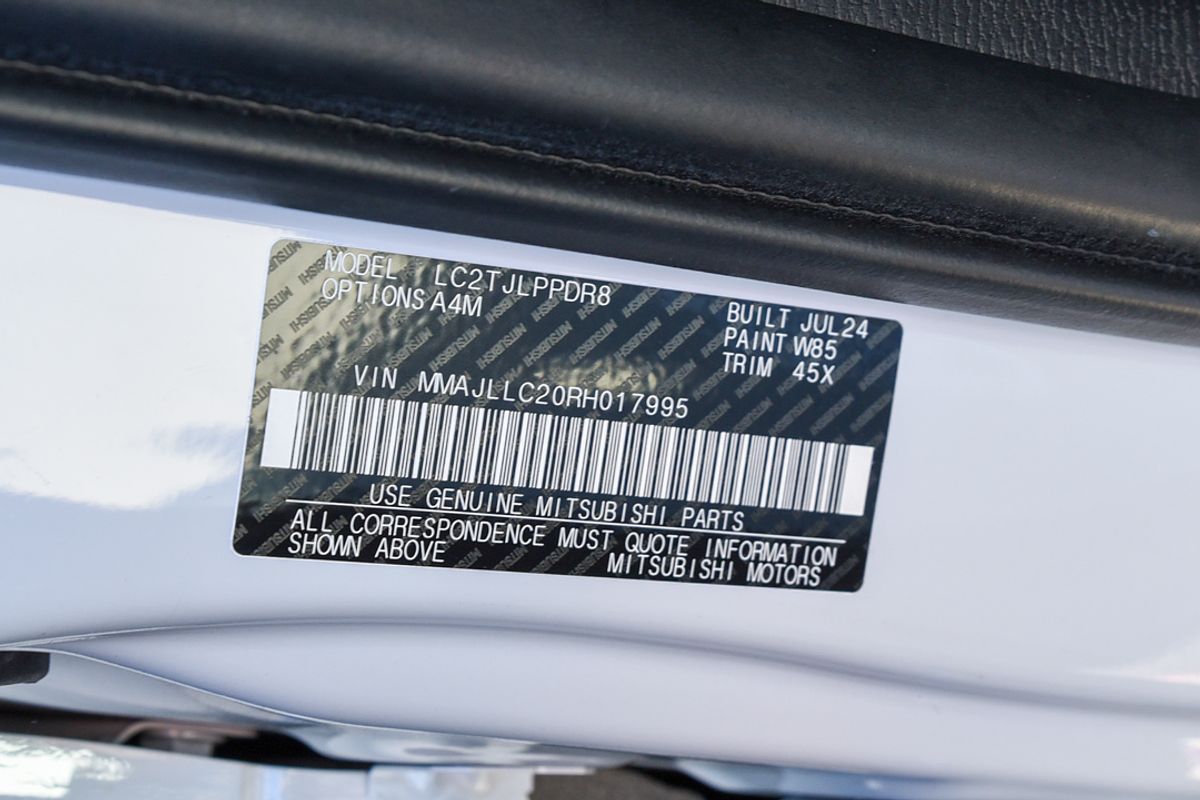 MODEL LC2TJLPPDR8
OPTIONS A4M
BUILT JUL24
PAINT W85
TRIM 45X
VIN MMAJLLC20RH017995
USE GENUINE MITSUBISHI PARTS
ALL CORRESPONDENCE MUST QUOTE INFORMATION
SHOWN ABOVE MITSUBISHI MOTORS